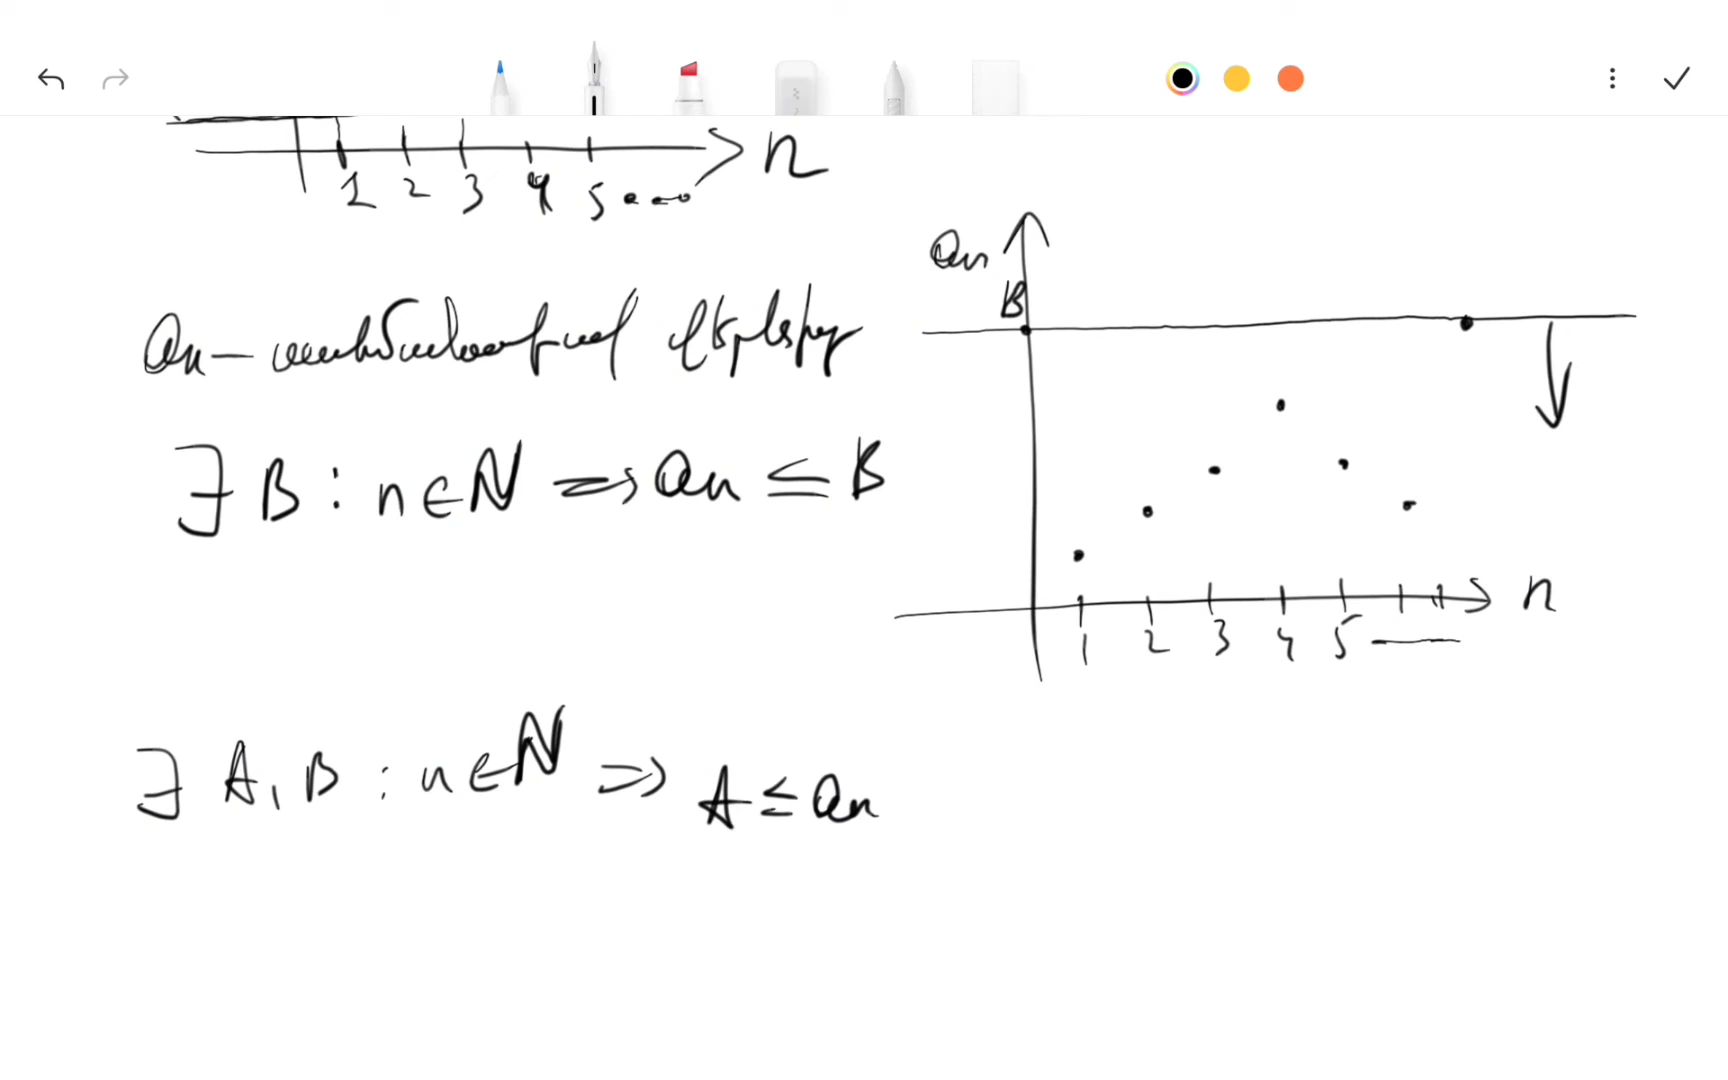 1 2 3 4 5 ... n
an –
∃ B : n ∈ ℕ ⇒ an ≤ B
an
B
n
1 2 3 4 5
∃ A, B : n ∈ ℕ ⇒ A ≤ an